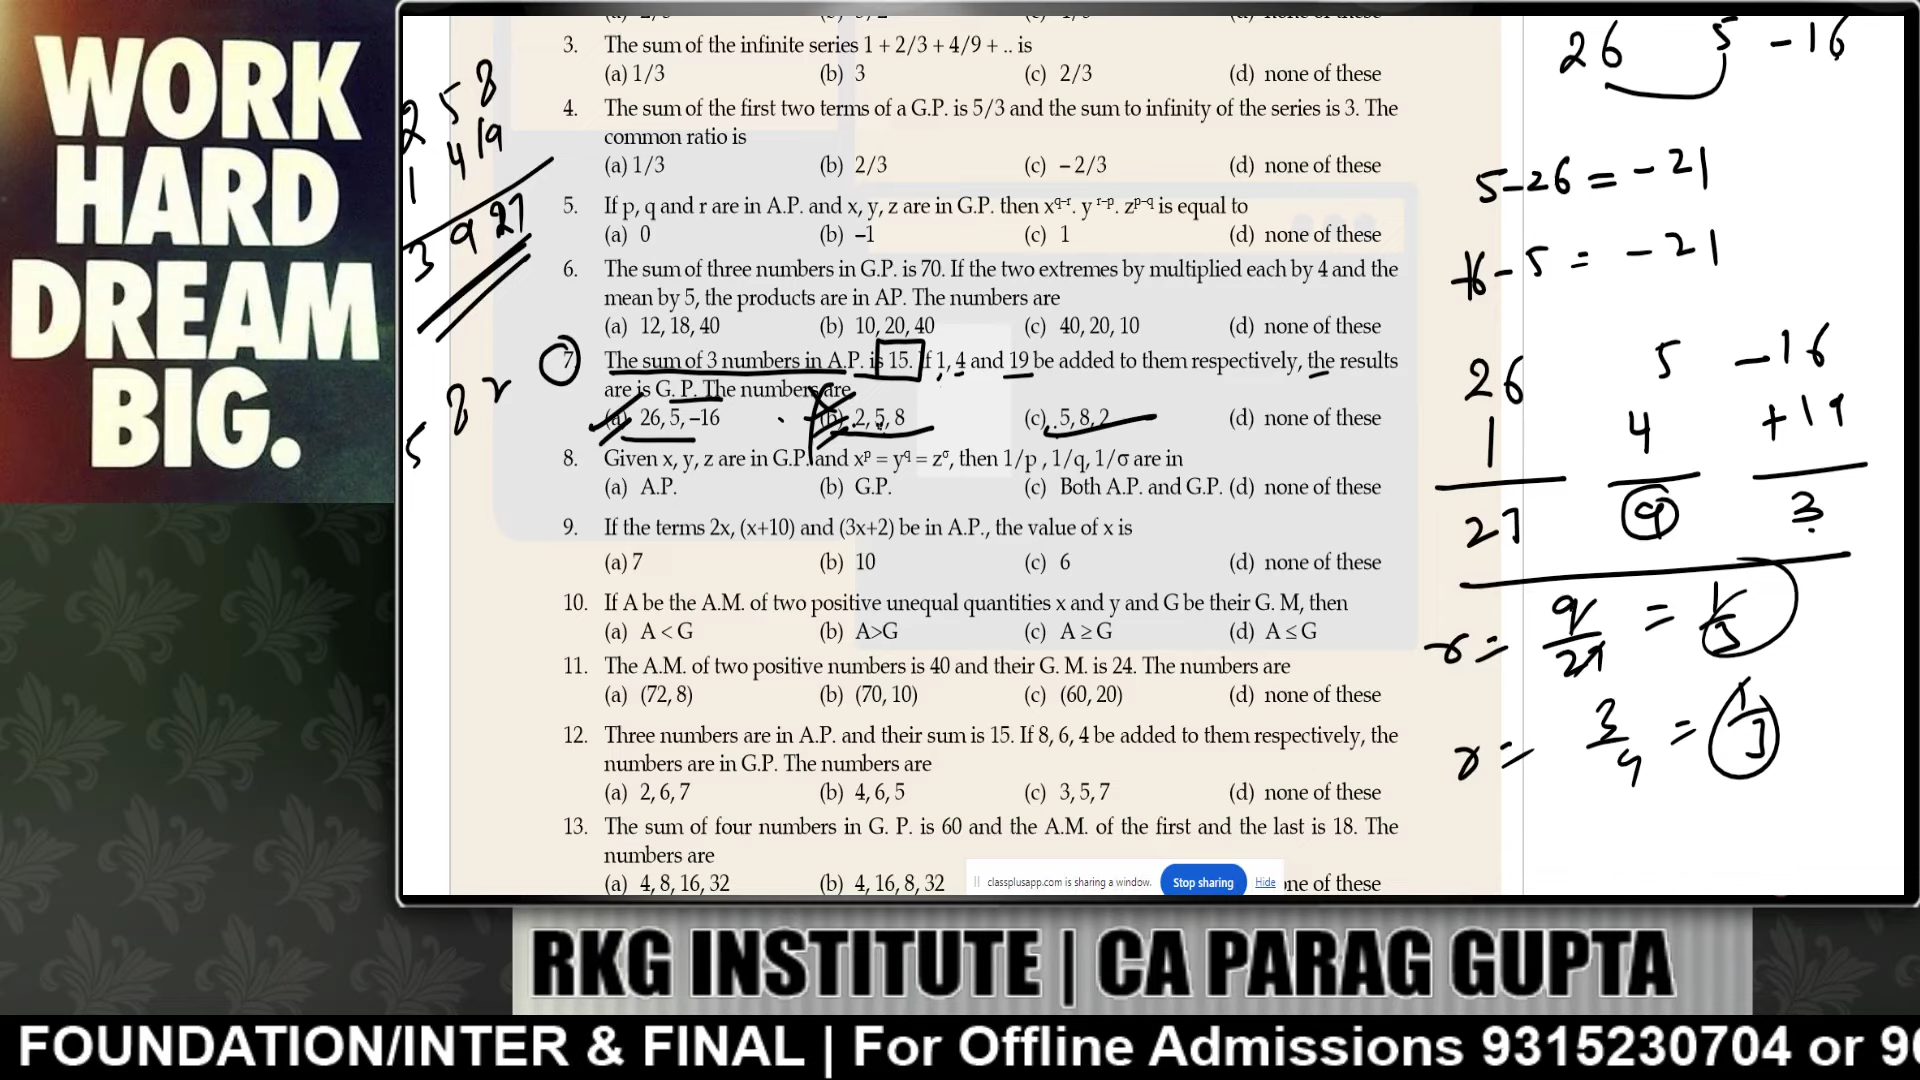 WORK
HARD
DREAM
BIG.
2 5 8
1 4 19
3 9 27
5 8 2
3. The sum of the infinite series 1 + 2/3 + 4/9 + .. is
(a) 1/3 (b) 3 (c) 2/3 (d) none of these
4. The sum of the first two terms of a G.P. is 5/3 and the sum to infinity of the series is 3. The
common ratio is
(a) 1/3 (b) 2/3 (c) – 2/3 (d) none of these
5. If p, q and r are in A.P. and x, y, z are in G.P. then x^q–r. y^r–p. z^p–q is equal to
(a) 0 (b) –1 (c) 1 (d) none of these
6. The sum of three numbers in G.P. is 70. If the two extremes by multiplied each by 4 and the
mean by 5, the products are in AP. The numbers are
(a) 12, 18, 40 (b) 10, 20, 40 (c) 40, 20, 10 (d) none of these
7. The sum of 3 numbers in A.P. is 15. If 1, 4 and 19 be added to them respectively, the results
are is G. P. The numbers are
(a) 26, 5, –16 (b) 2, 5, 8 (c) 5, 8, 2 (d) none of these
8. Given x, y, z are in G.P. and x^p = y^q = z^σ, then 1/p , 1/q, 1/σ are in
(a) A.P. (b) G.P. (c) Both A.P. and G.P. (d) none of these
9. If the terms 2x, (x+10) and (3x+2) be in A.P., the value of x is
(a) 7 (b) 10 (c) 6 (d) none of these
10. If A be the A.M. of two positive unequal quantities x and y and G be their G. M, then
(a) A < G (b) A>G (c) A ≥ G (d) A ≤ G
11. The A.M. of two positive numbers is 40 and their G. M. is 24. The numbers are
(a) (72, 8) (b) (70, 10) (c) (60, 20) (d) none of these
12. Three numbers are in A.P. and their sum is 15. If 8, 6, 4 be added to them respectively, the
numbers are in G.P. The numbers are
(a) 2, 6, 7 (b) 4, 6, 5 (c) 3, 5, 7 (d) none of these
13. The sum of four numbers in G. P. is 60 and the A.M. of the first and the last is 18. The
numbers are
(a) 4, 8, 16, 32 (b) 4, 16, 8, 32 ne of these
classplusapp.com is sharing a window. Stop sharing Hide
26 5 -16
5-26 = -21
-16-5 = -21
26 5 -16
1 4 +19
27 9 3
r = 9/27 = 1/3
r = 3/9 = 1/3
RKG INSTITUTE | CA PARAG GUPTA
FOUNDATION/INTER & FINAL | For Offline Admissions 9315230704 or 9